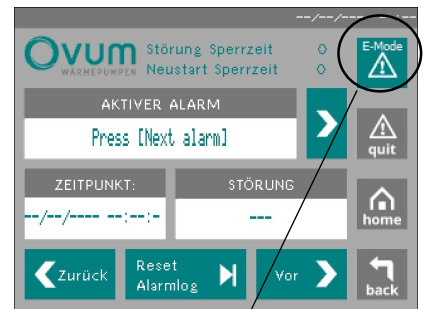 --/--/---- --:--
Ovum
WÄRMEPUMPEN
Störung Sperrzeit 0
Neustart Sperrzeit 0
E-Mode
AKTIVER ALARM
Press [Next alarm]
quit
ZEITPUNKT:
STÖRUNG
--/--/---- --:--:-
---
home
Zurück
Reset
Alarmlog
Vor
back